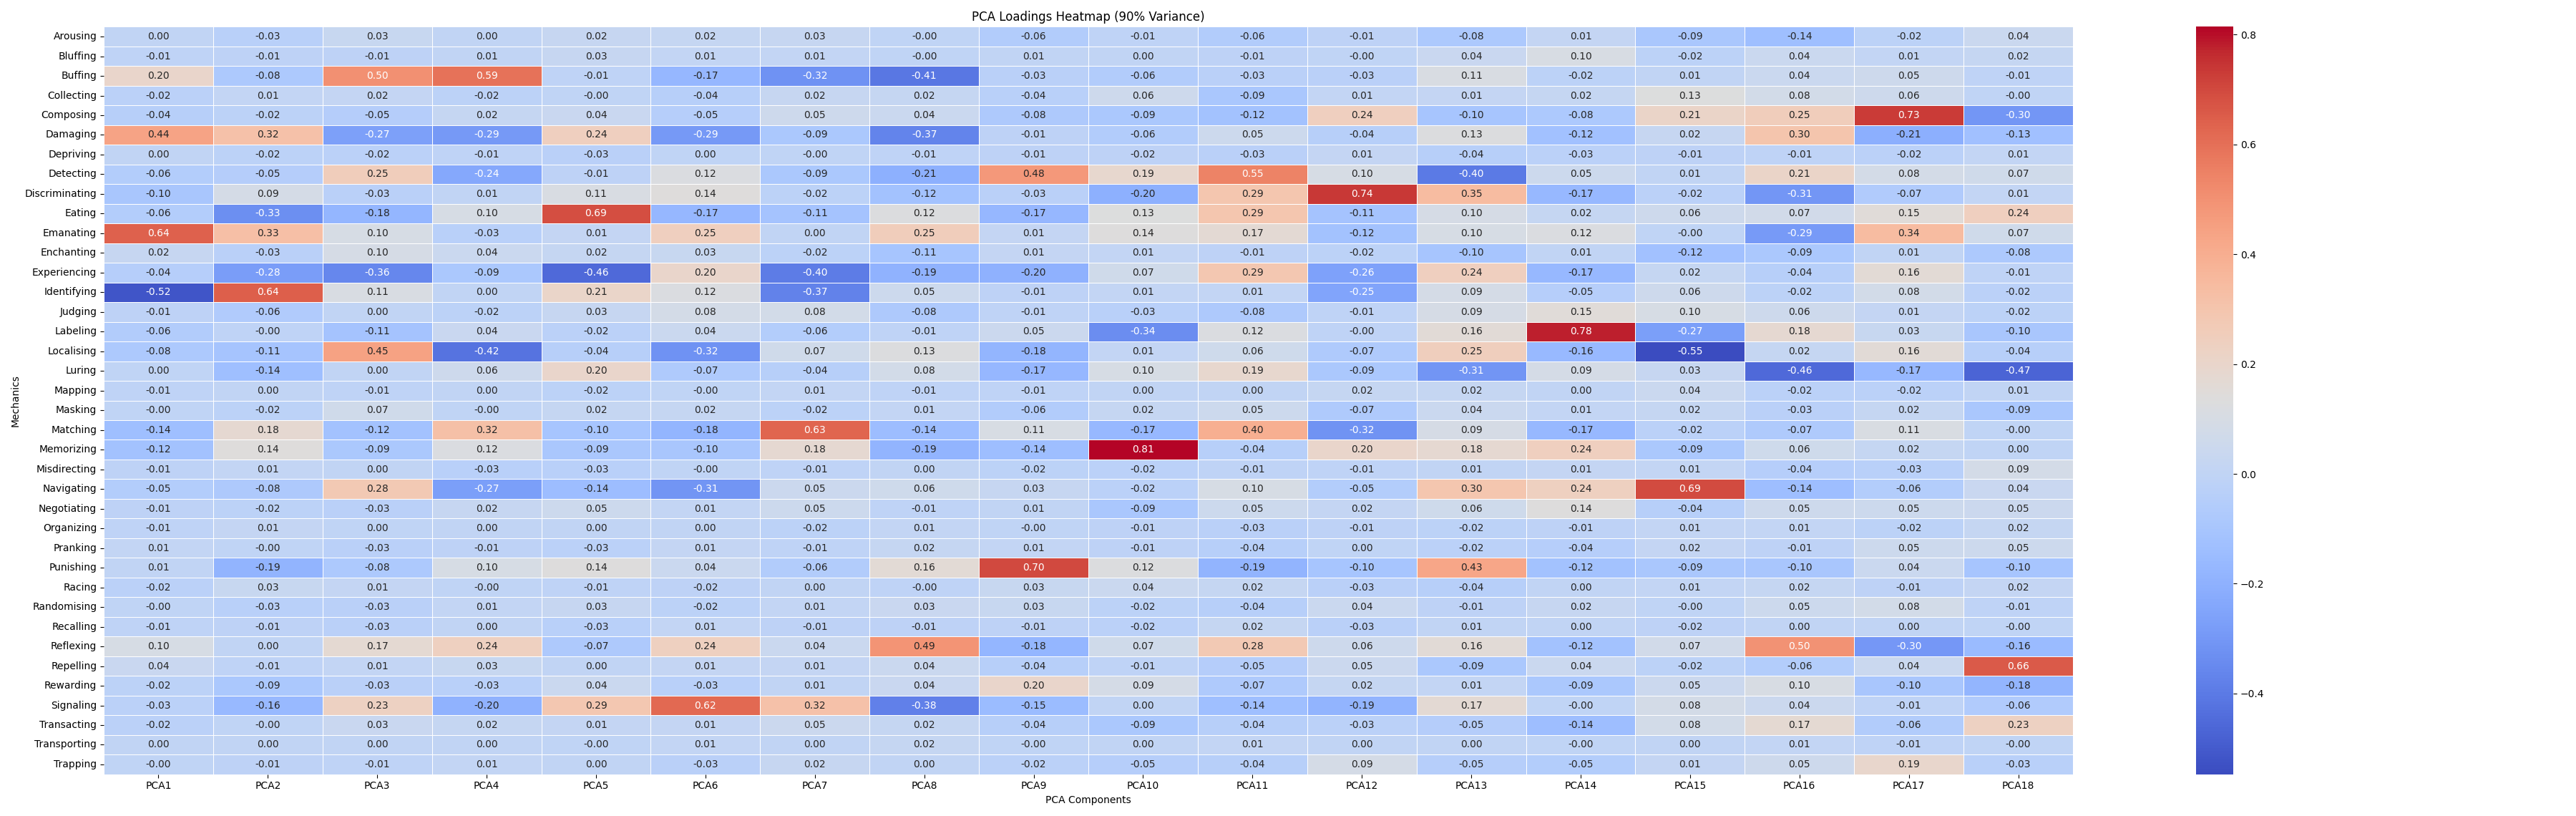 PCA Loadings Heatmap (90% Variance)
Arousing 0.00 -0.03 0.03 0.00 0.02 0.02 0.03 -0.00 -0.06 -0.01 -0.06 -0.01 -0.08 0.01 -0.09 -0.14 -0.02 0.04
Bluffing -0.01 -0.01 -0.01 0.01 0.03 0.01 0.01 -0.00 0.01 0.00 -0.01 -0.00 0.04 0.10 -0.02 0.04 0.01 0.02
Buffing 0.20 -0.08 0.50 0.59 -0.01 -0.17 -0.32 -0.41 -0.03 -0.06 -0.03 -0.03 0.11 -0.02 0.01 0.04 0.05 -0.01
Collecting -0.02 0.01 0.02 -0.02 -0.00 -0.04 0.02 0.02 -0.04 0.06 -0.09 0.01 0.01 0.02 0.13 0.08 0.06 -0.00
Composing -0.04 -0.02 -0.05 0.02 0.04 -0.05 0.05 0.04 -0.08 -0.09 -0.12 0.24 -0.10 -0.08 0.21 0.25 0.73 -0.30
Damaging 0.44 0.32 -0.27 -0.29 0.24 -0.29 -0.09 -0.37 -0.01 -0.06 0.05 -0.04 0.13 -0.12 0.02 0.30 -0.21 -0.13
Depriving 0.00 -0.02 -0.02 -0.01 -0.03 0.00 -0.00 -0.01 -0.01 -0.02 -0.03 0.01 -0.04 -0.03 -0.01 -0.01 -0.02 0.01
Detecting -0.06 -0.05 0.25 -0.24 -0.01 0.12 -0.09 -0.21 0.48 0.19 0.55 0.10 -0.40 0.05 0.01 0.21 0.08 0.07
Discriminating -0.10 0.09 -0.03 0.01 0.11 0.14 -0.02 -0.12 -0.03 -0.20 0.29 0.74 0.35 -0.17 -0.02 -0.31 -0.07 0.01
Eating -0.06 -0.33 -0.18 0.10 0.69 -0.17 -0.11 0.12 -0.17 0.13 0.29 -0.11 0.10 0.02 0.06 0.07 0.15 0.24
Emanating 0.64 0.33 0.10 -0.03 0.01 0.25 0.00 0.25 0.01 0.14 0.17 -0.12 0.10 0.12 -0.00 -0.29 0.34 0.07
Enchanting 0.02 -0.03 0.10 0.04 0.02 0.03 -0.02 -0.11 0.01 0.01 -0.01 -0.02 -0.10 0.01 -0.12 -0.09 0.01 -0.08
Experiencing -0.04 -0.28 -0.36 -0.09 -0.46 0.20 -0.40 -0.19 -0.20 0.07 0.29 -0.26 0.24 -0.17 0.02 -0.04 0.16 -0.01
Identifying -0.52 0.64 0.11 0.00 0.21 0.12 -0.37 0.05 -0.01 0.01 0.01 -0.25 0.09 -0.05 0.06 -0.02 0.08 -0.02
Judging -0.01 -0.06 0.00 -0.02 0.03 0.08 0.08 -0.08 -0.01 -0.03 -0.08 -0.01 0.09 0.15 0.10 0.06 0.01 -0.02
Labeling -0.06 -0.00 -0.11 0.04 -0.02 0.04 -0.06 -0.01 0.05 -0.34 0.12 -0.00 0.16 0.78 -0.27 0.18 0.03 -0.10
Localising -0.08 -0.11 0.45 -0.42 -0.04 -0.32 0.07 0.13 -0.18 0.01 0.06 -0.07 0.25 -0.16 -0.55 0.02 0.16 -0.04
Luring 0.00 -0.14 0.00 0.06 0.20 -0.07 -0.04 0.08 -0.17 0.10 0.19 -0.09 -0.31 0.09 0.03 -0.46 -0.17 -0.47
Mapping -0.01 0.00 -0.01 0.00 -0.02 -0.00 0.01 -0.01 -0.01 0.00 0.00 0.02 0.02 0.00 0.04 -0.02 -0.02 0.01
Masking -0.00 -0.02 0.07 -0.00 0.02 0.02 -0.02 0.01 -0.06 0.02 0.05 -0.07 0.04 0.01 0.02 -0.03 0.02 -0.09
Matching -0.14 0.18 -0.12 0.32 -0.10 -0.18 0.63 -0.14 0.11 -0.17 0.40 -0.32 0.09 -0.17 -0.02 -0.07 0.11 -0.00
Memorizing -0.12 0.14 -0.09 0.12 -0.09 -0.10 0.18 -0.19 -0.14 0.81 -0.04 0.20 0.18 0.24 -0.09 0.06 0.02 0.00
Misdirecting -0.01 0.01 0.00 -0.03 -0.03 -0.00 -0.01 0.00 -0.02 -0.02 -0.01 -0.01 0.01 0.01 0.01 -0.04 -0.03 0.09
Navigating -0.05 -0.08 0.28 -0.27 -0.14 -0.31 0.05 0.06 0.03 -0.02 0.10 -0.05 0.30 0.24 0.69 -0.14 -0.06 0.04
Negotiating -0.01 -0.02 -0.03 0.02 0.05 0.01 0.05 -0.01 0.01 -0.09 0.05 0.02 0.06 0.14 -0.04 0.05 0.05 0.05
Organizing -0.01 0.01 0.00 0.00 0.00 0.00 -0.02 0.01 -0.00 -0.01 -0.03 -0.01 -0.02 -0.01 0.01 0.01 -0.02 0.02
Pranking 0.01 -0.00 -0.03 -0.01 -0.03 0.01 -0.01 0.02 0.01 -0.01 -0.04 0.00 -0.02 -0.04 0.02 -0.01 0.05 0.05
Punishing 0.01 -0.19 -0.08 0.10 0.14 0.04 -0.06 0.16 0.70 0.12 -0.19 -0.10 0.43 -0.12 -0.09 -0.10 0.04 -0.10
Racing -0.02 0.03 0.01 -0.00 -0.01 -0.02 0.00 -0.00 0.03 0.04 0.02 -0.03 -0.04 0.00 0.01 0.02 -0.01 0.02
Randomising -0.00 -0.03 -0.03 0.01 0.03 -0.02 0.01 0.03 0.03 -0.02 -0.04 0.04 -0.01 0.02 -0.00 0.05 0.08 -0.01
Recalling -0.01 -0.01 -0.03 0.00 -0.03 0.01 -0.01 -0.01 -0.01 -0.02 0.02 -0.03 0.01 0.00 -0.02 0.00 0.00 -0.00
Reflexing 0.10 0.00 0.17 0.24 -0.07 0.24 0.04 0.49 -0.18 0.07 0.28 0.06 0.16 -0.12 0.07 0.50 -0.30 -0.16
Repelling 0.04 -0.01 0.01 0.03 0.00 0.01 0.01 0.04 -0.04 -0.01 -0.05 0.05 -0.09 0.04 -0.02 -0.06 0.04 0.66
Rewarding -0.02 -0.09 -0.03 -0.03 0.04 -0.03 0.01 0.04 0.20 0.09 -0.07 0.02 0.01 -0.09 0.05 0.10 -0.10 -0.18
Signaling -0.03 -0.16 0.23 -0.20 0.29 0.62 0.32 -0.38 -0.15 0.00 -0.14 -0.19 0.17 -0.00 0.08 0.04 -0.01 -0.06
Transacting -0.02 -0.00 0.03 0.02 0.01 0.01 0.05 0.02 -0.04 -0.09 -0.04 -0.03 -0.05 -0.14 0.08 0.17 -0.06 0.23
Transporting 0.00 0.00 0.00 0.00 -0.00 0.01 0.00 0.02 -0.00 0.00 0.01 0.00 0.00 -0.00 0.00 0.01 -0.01 -0.00
Trapping -0.00 -0.01 -0.01 0.01 0.00 -0.03 0.02 0.00 -0.02 -0.05 -0.04 0.09 -0.05 -0.05 0.01 0.05 0.19 -0.03
PCA1 PCA2 PCA3 PCA4 PCA5 PCA6 PCA7 PCA8 PCA9 PCA10 PCA11 PCA12 PCA13 PCA14 PCA15 PCA16 PCA17 PCA18
PCA Components
Mechanics
0.8
0.6
0.4
0.2
0.0
−0.2
−0.4